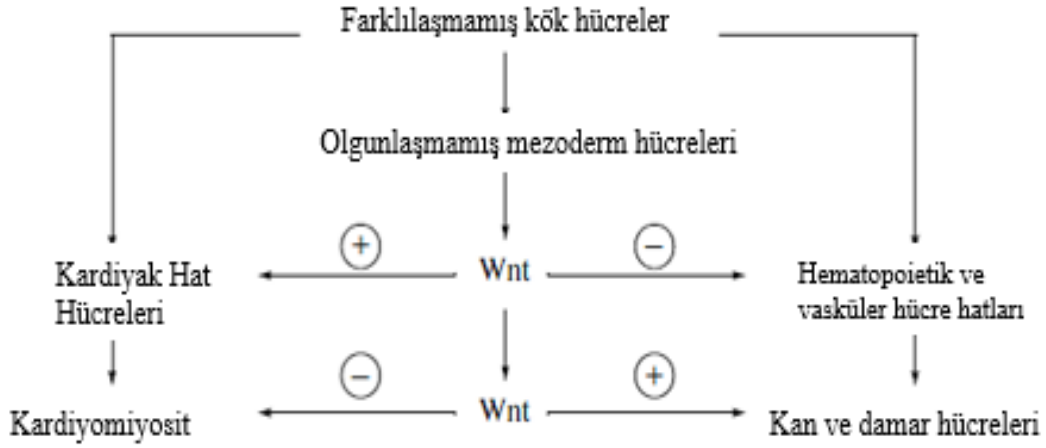 Farklılaşmamış kök hücreler
Olgunlaşmamış mezoderm hücreleri
+
−
Kardiyak Hat
Hücreleri
Wnt
Hematopoietik ve
vasküler hücre hatları
−
+
Kardiyomiyosit
Wnt
Kan ve damar hücreleri